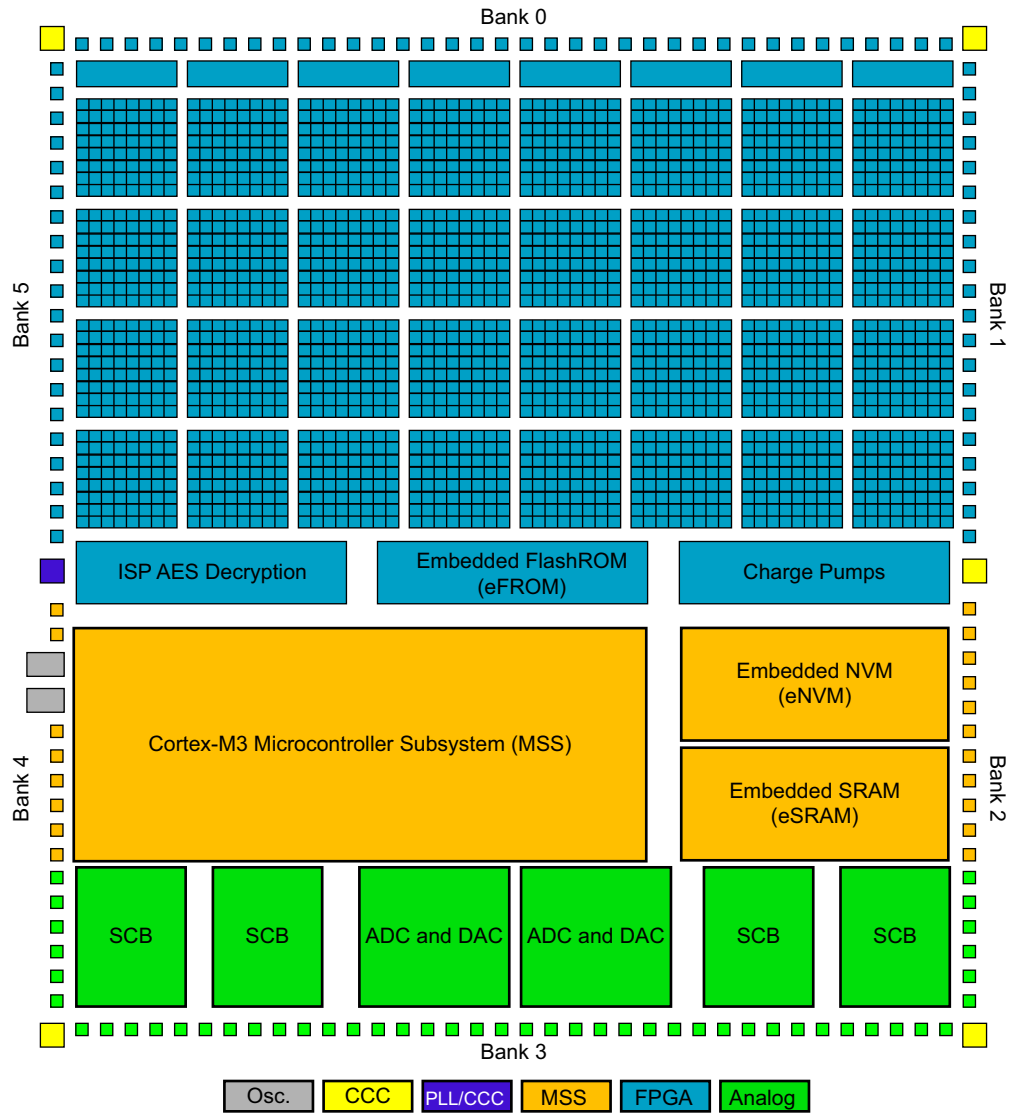 Bank 0
Bank 5
Bank 1
ISP AES Decryption
Embedded FlashROM
(eFROM)
Charge Pumps
Cortex-M3 Microcontroller Subsystem (MSS)
Embedded NVM
(eNVM)
Embedded SRAM
(eSRAM)
Bank 4
Bank 2
SCB
SCB
ADC and DAC
ADC and DAC
SCB
SCB
Bank 3
Osc.
CCC
PLL/CCC
MSS
FPGA
Analog